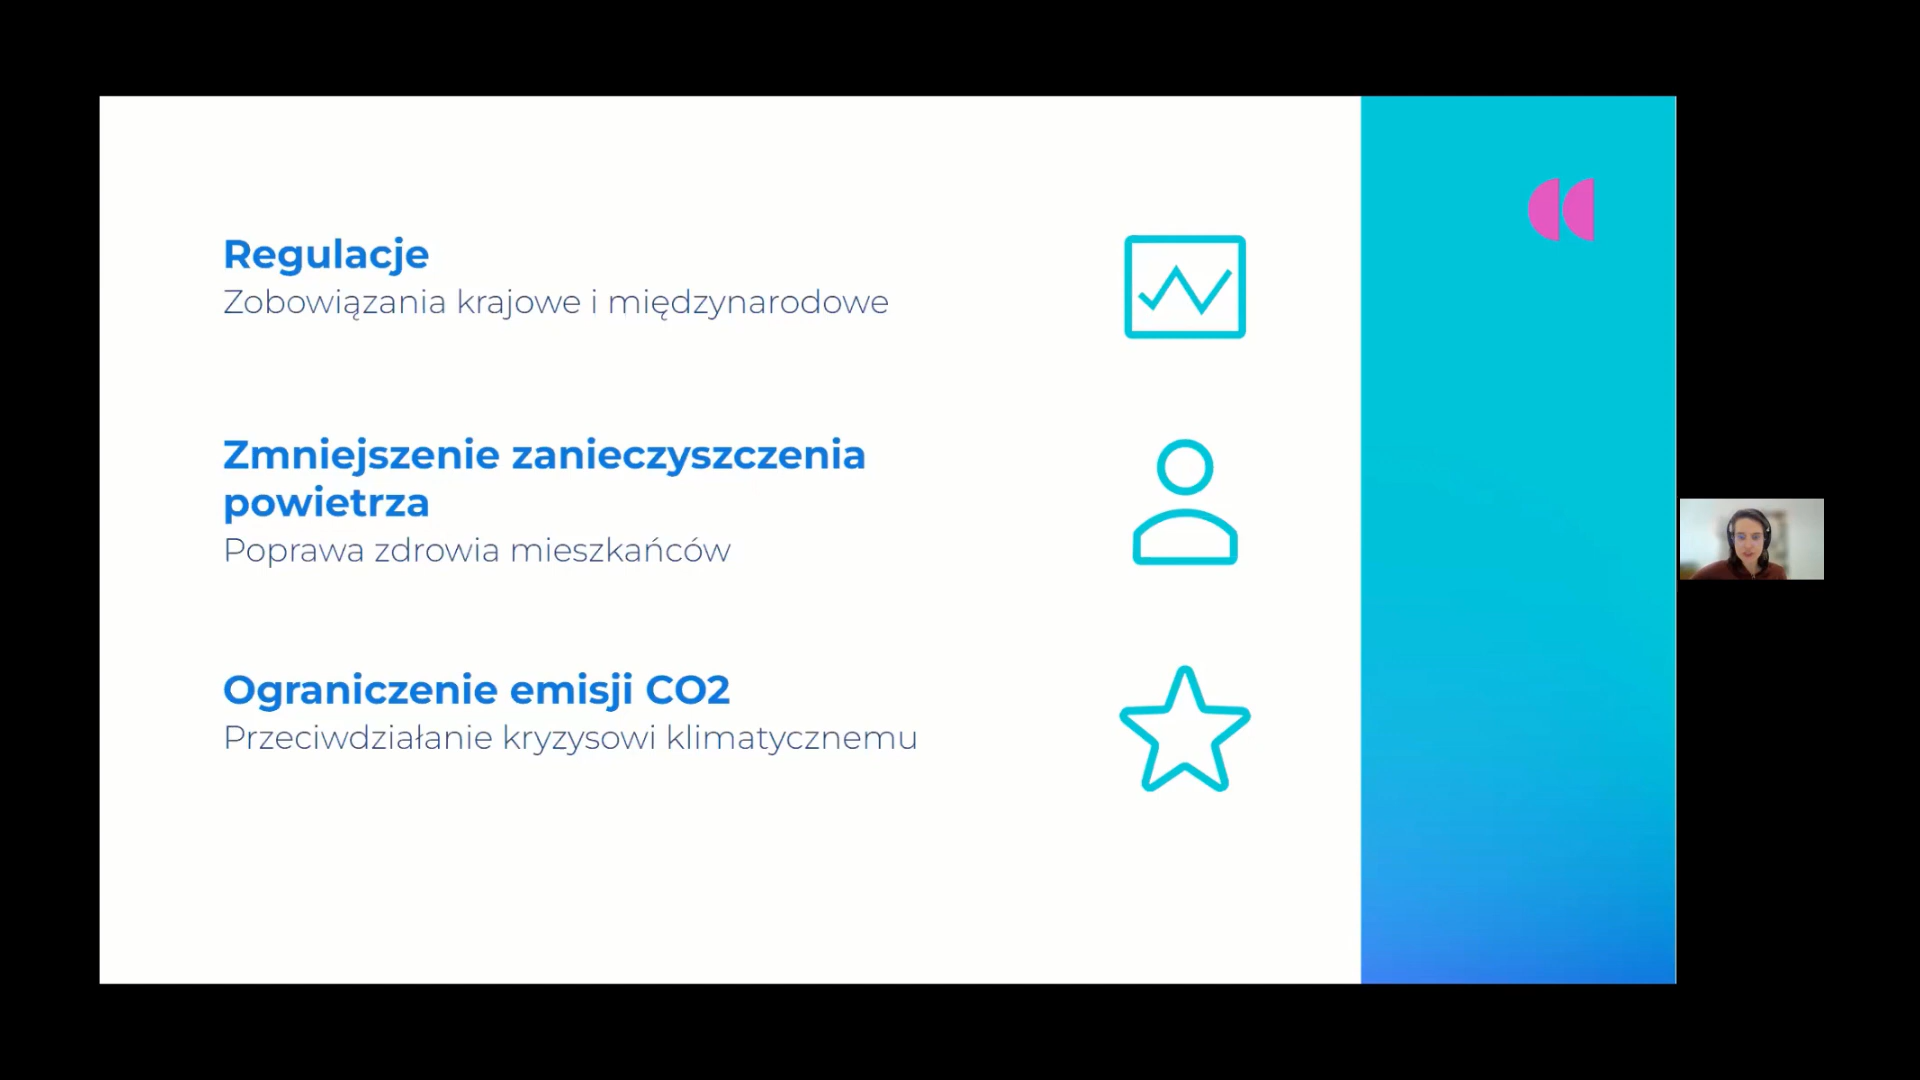 Regulacje
Zobowiązania krajowe i międzynarodowe
Zmniejszenie zanieczyszczenia
powietrza
Poprawa zdrowia mieszkańców
Ograniczenie emisji CO2
Przeciwdziałanie kryzysowi klimatycznemu